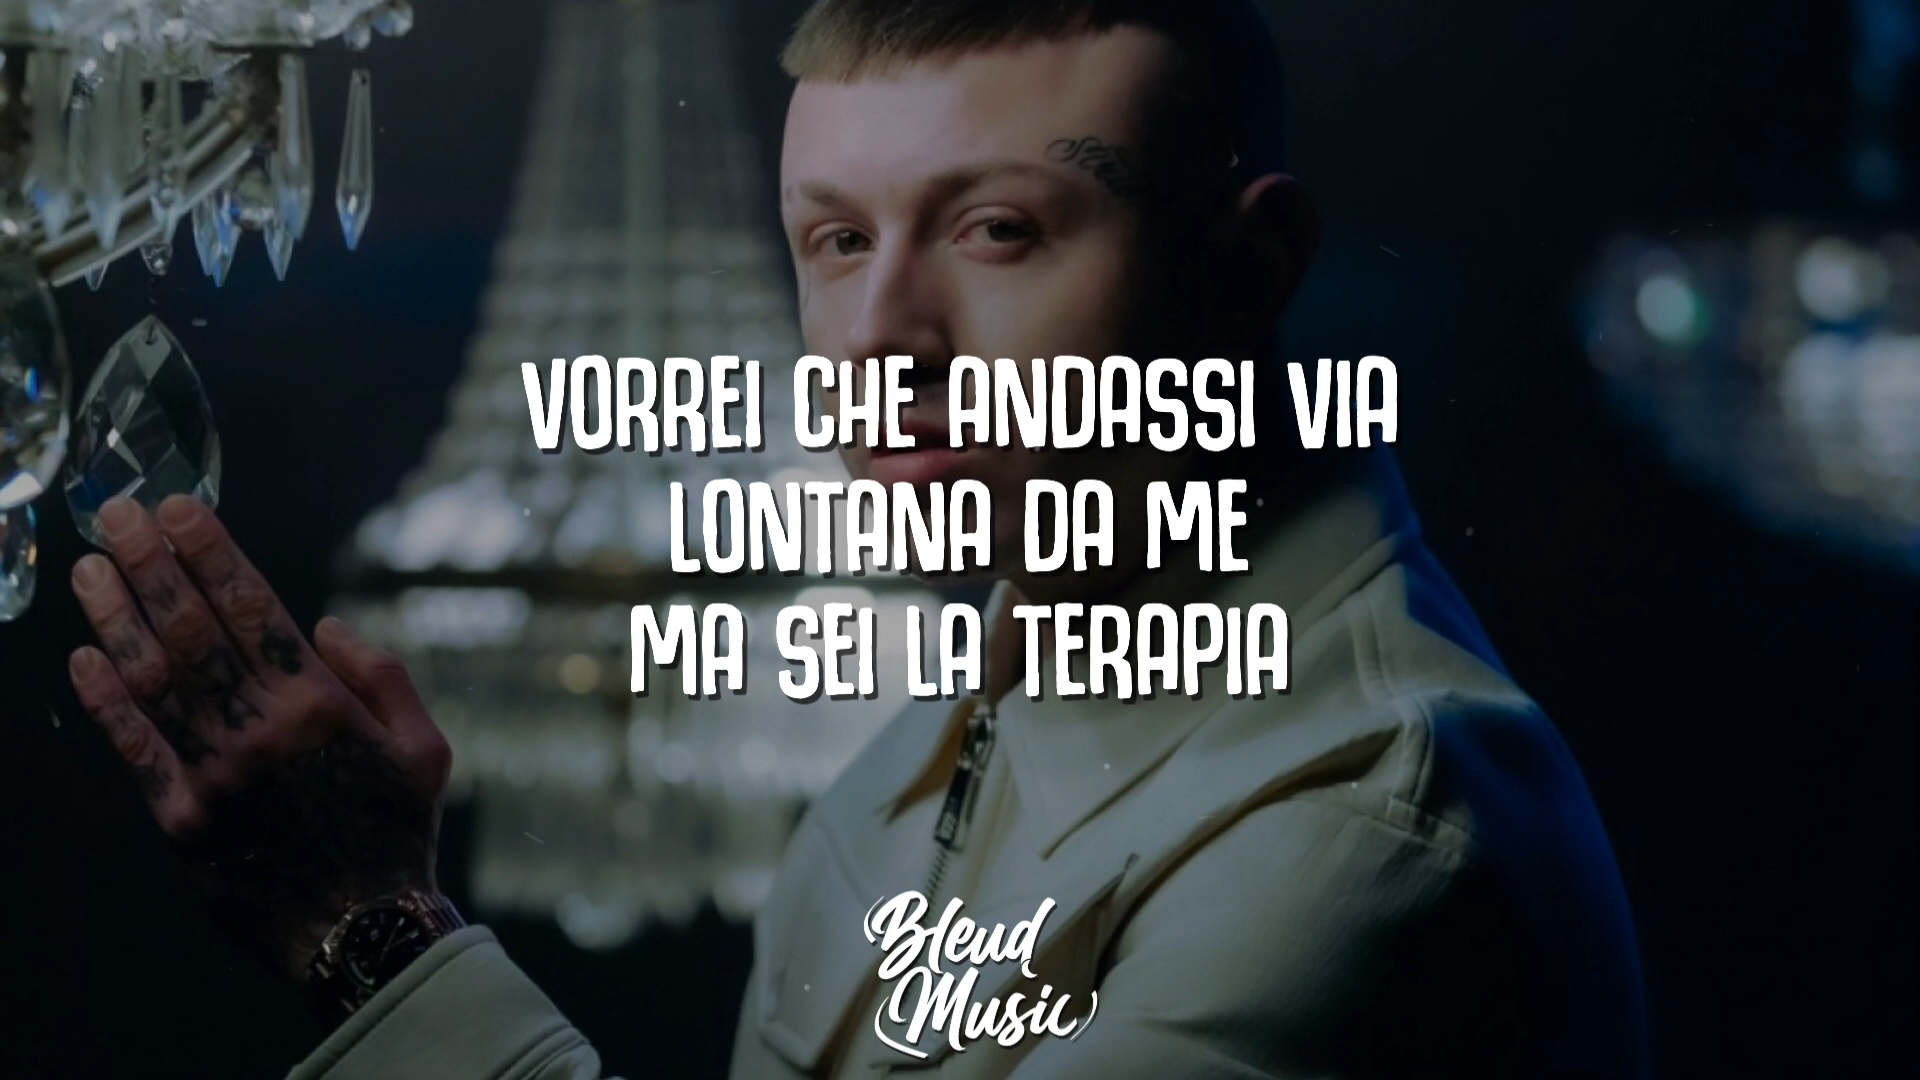 VORREI CHE ANDASSI VIA
LONTANA DA ME
MA SEI LA TERAPIA
Bleud
Music